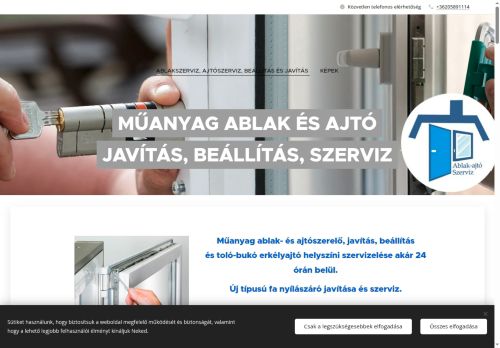 Közvetlen telefonos elérhetőség +36205891114
ABLAKSZERVIZ, AJTÓSZERVIZ, BEÁLLÍTÁS ÉS JAVÍTÁS KÉPEK
MŰANYAG ABLAK ÉS AJTÓ
JAVÍTÁS, BEÁLLÍTÁS, SZERVIZ
Ablak-ajtó
Szerviz
Műanyag ablak- és ajtószerelő, javítás, beállítás
és toló-bukó erkélyajtó helyszíni szervizelése akár 24
órán belül.
Új típusú fa nyílászáró javítása és szerviz.
Sütiket használunk, hogy biztosítsuk a weboldal megfelelő működését és biztonságát, valamint
hogy a lehető legjobb felhasználói élményt kínáljuk Neked.
Csak a legszükségesebbek elfogadása
Összes elfogadása